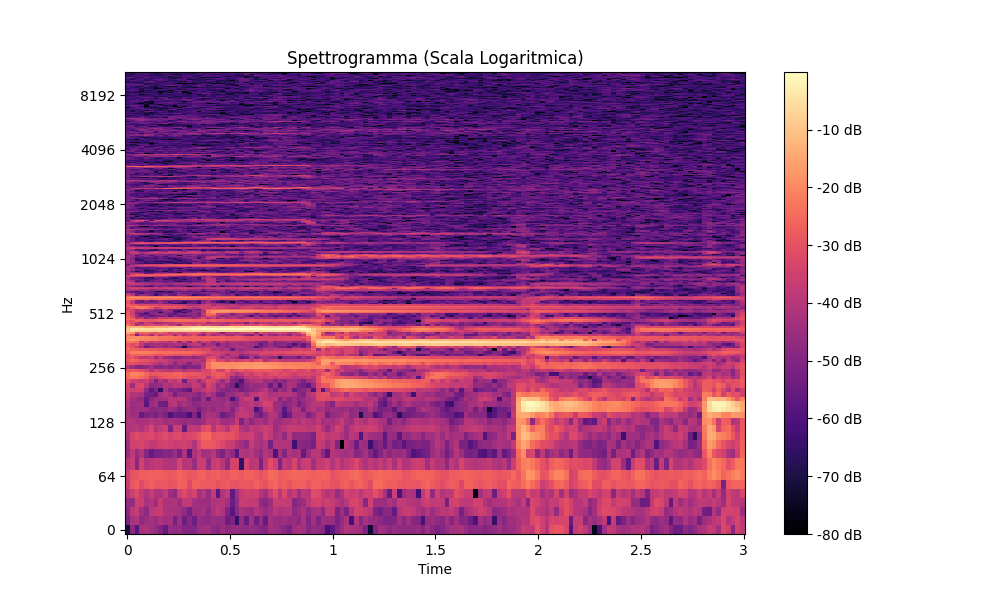 Spettrogramma (Scala Logaritmica)
Hz
8192
4096
2048
1024
512
256
128
64
0
0
0.5
1
1.5
2
2.5
3
Time
-10 dB
-20 dB
-30 dB
-40 dB
-50 dB
-60 dB
-70 dB
-80 dB